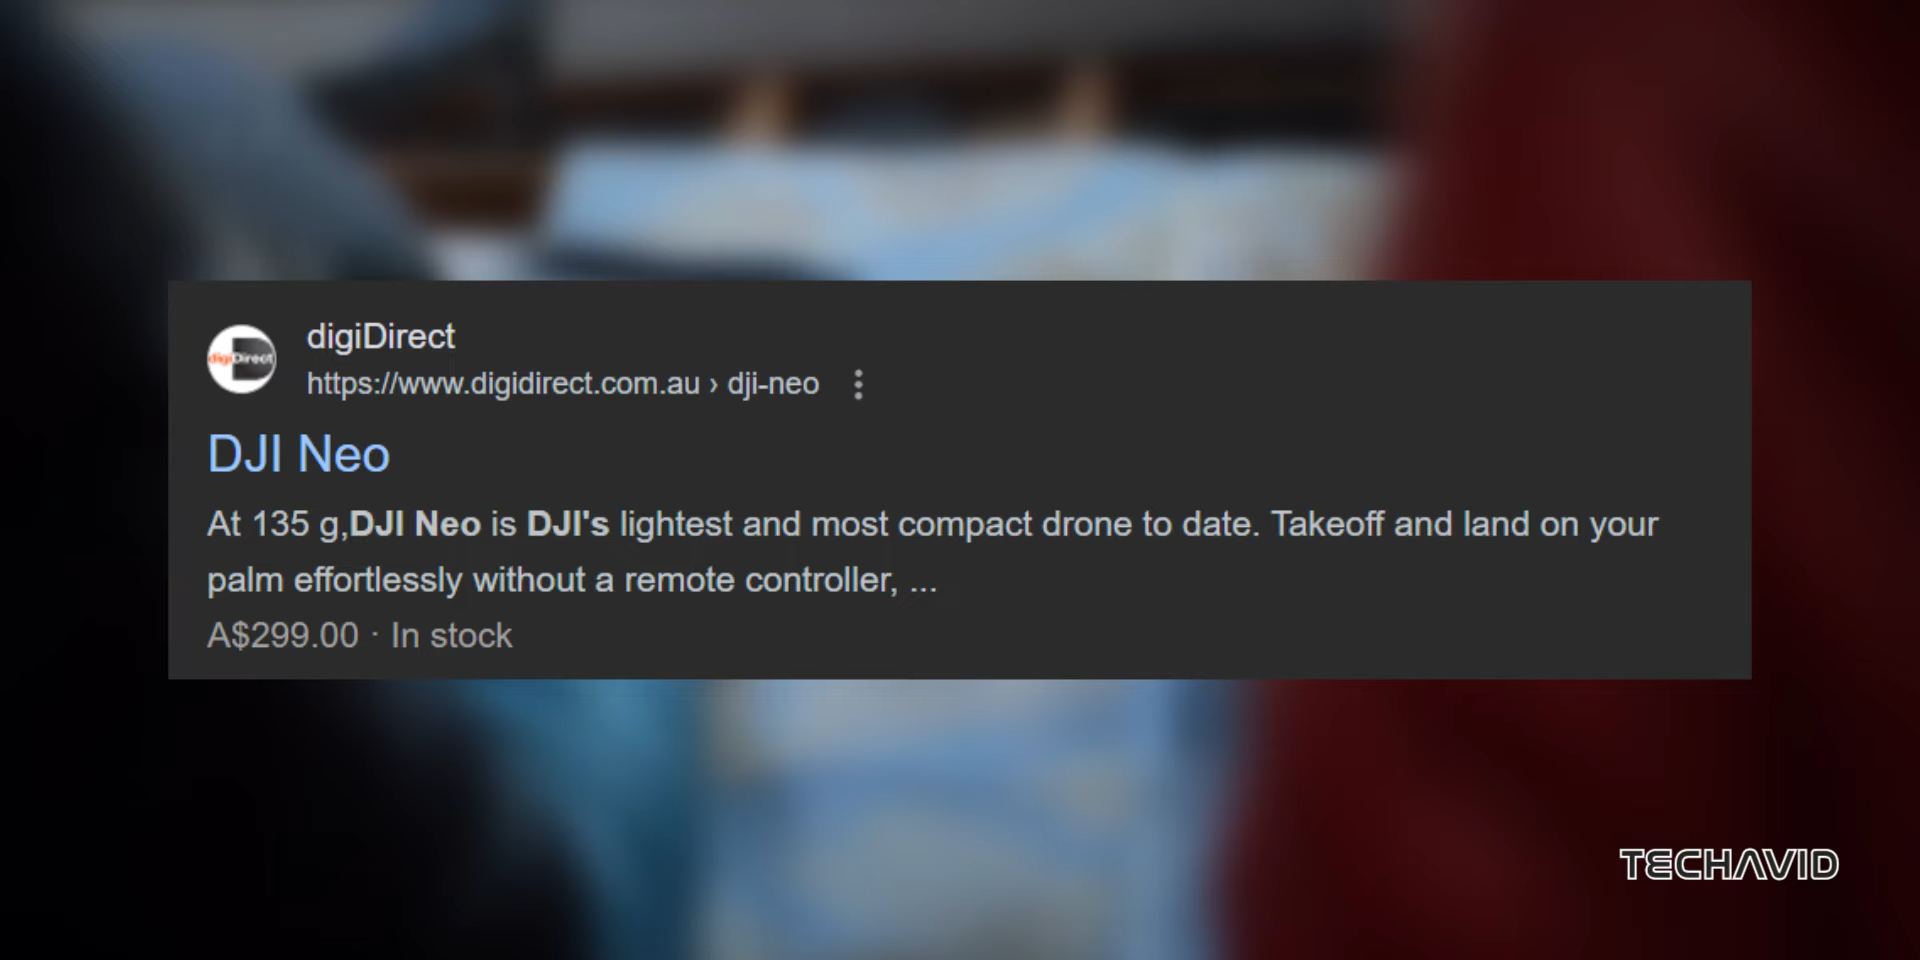 digiDirect
digiDirect
https://www.digidirect.com.au › dji-neo
DJI Neo
At 135 g,DJI Neo is DJI's lightest and most compact drone to date. Takeoff and land on your
palm effortlessly without a remote controller, ...
A$299.00 · In stock
TECHAVID